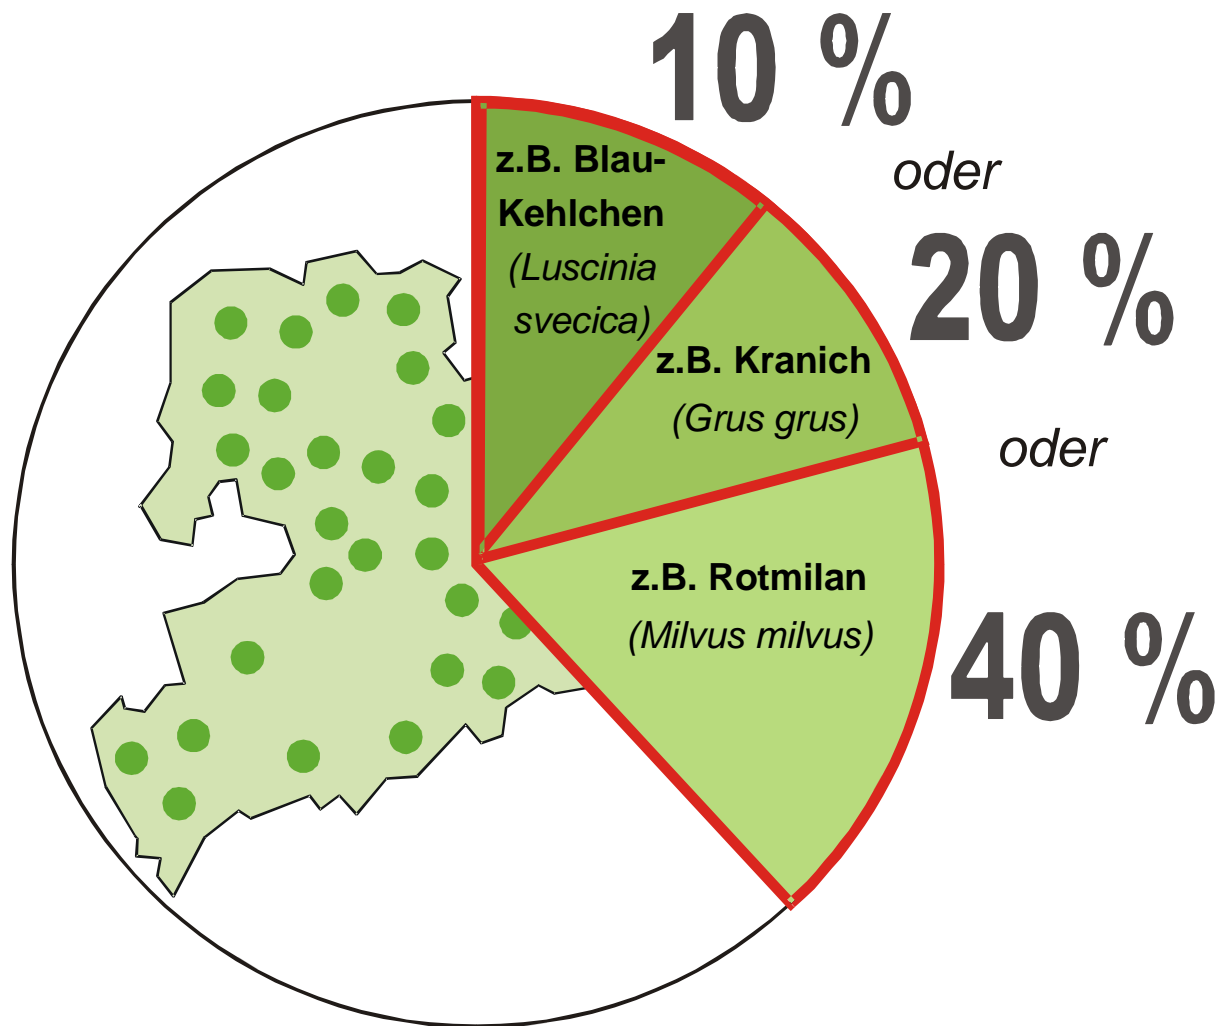 10 %
z.B. Blau-
Kehlchen
(Luscinia
svecica)
oder
20 %
z.B. Kranich
(Grus grus)
oder
z.B. Rotmilan
(Milvus milvus)
40 %